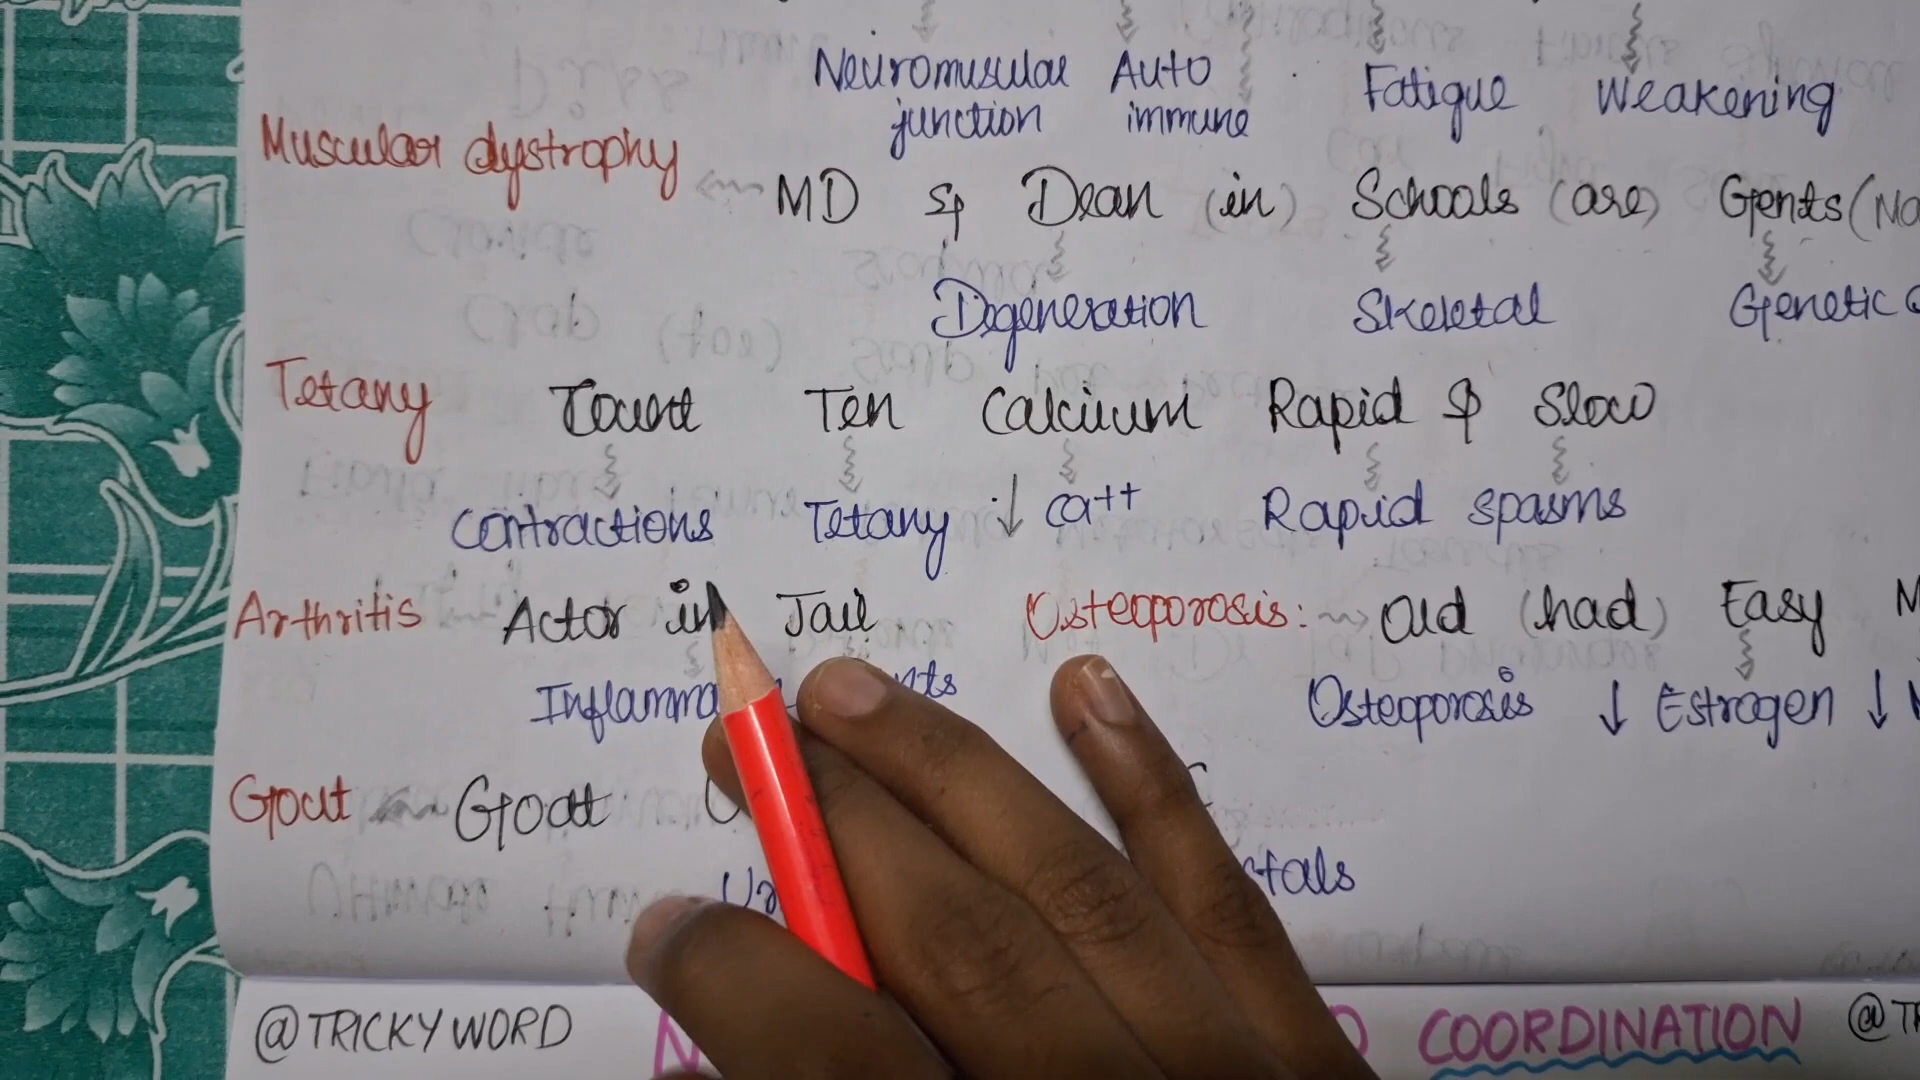 Neuromuscular Auto Fatigue Weakening
junction immune
Muscular dystrophy MD & Dean (in) Schools (are) Gents (No
Degeneration Skeletal Genetic
Tetany Count Ten Calcium Rapid & Slow
contractions Tetany ↓ ca++ Rapid spasms
Arthritis Actor in Jail Osteoporosis: Old (had) Easy
Osteoporosis ↓ Estrogen ↓
Gout Goat
@TRICKYWORD COORDINATION